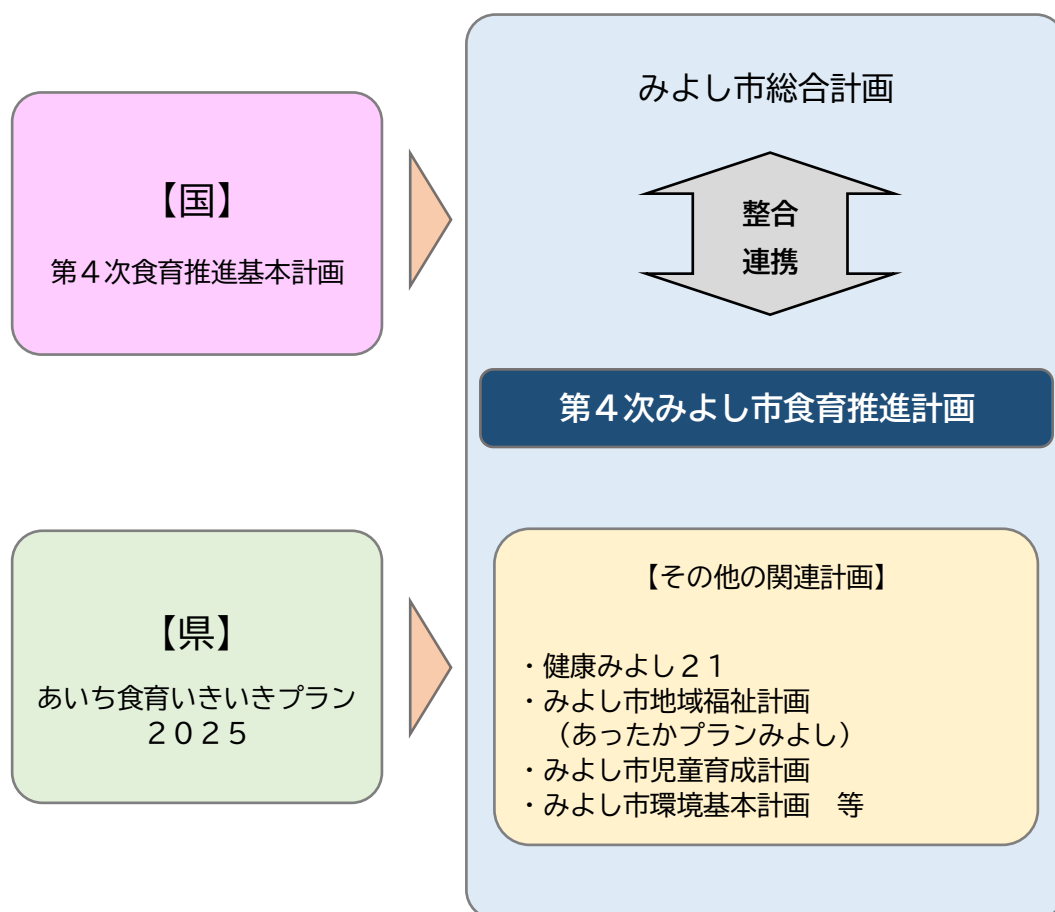 【国】
第４次食育推進基本計画
【県】
あいち食育いきいきプラン
２０２５
みよし市総合計画
整合
連携
第４次みよし市食育推進計画
【その他の関連計画】
・健康みよし２１
・みよし市地域福祉計画
（あったかプランみよし）
・みよし市児童育成計画
・みよし市環境基本計画　等